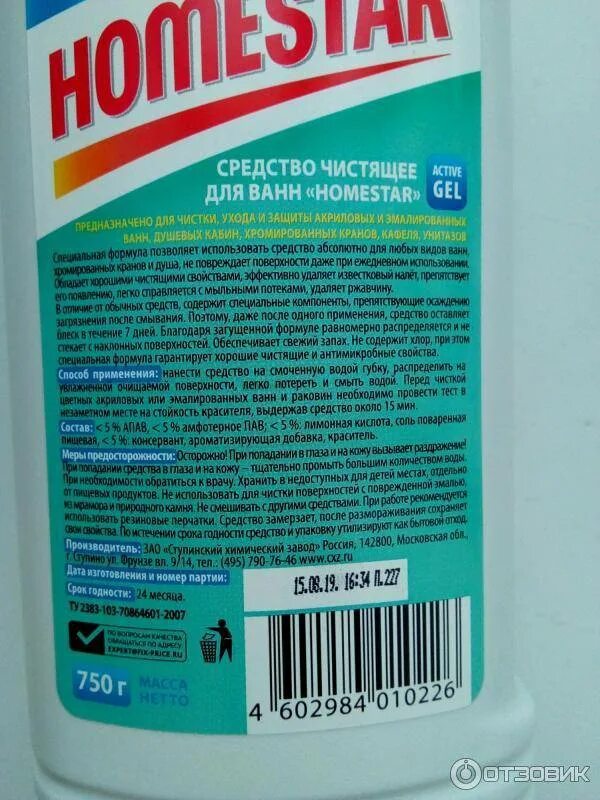 HOMESTAR
СРЕДСТВО ЧИСТЯЩЕЕ
ДЛЯ ВАНН «HOMESTAR»
ACTIVE
GEL
ПРЕДНАЗНАЧЕНО ДЛЯ ЧИСТКИ, УХОДА И ЗАЩИТЫ АКРИЛОВЫХ И ЭМАЛИРОВАННЫХ
ВАНН, ДУШЕВЫХ КАБИН, ХРОМИРОВАННЫХ КРАНОВ, КАФЕЛЯ, УНИТАЗОВ
Специальная формула позволяет использовать средство абсолютно для любых видов ванн,
хромированных кранов и душа, не повреждает поверхности даже при ежедневном использовании.
Обладает хорошими чистящими свойствами, эффективно удаляет известковый налёт, препятствует
его появлению, легко справляется с мыльными потеками, удаляет ржавчину.
В отличие от обычных средств, содержит специальные компоненты, препятствующие осаждению
загрязнения после смывания. Поэтому, даже после одного применения, средство оставляет
блеск в течение 7 дней. Благодаря загущенной формуле равномерно распределяется и не
стекает с наклонных поверхностей. Обеспечивает свежий запах. Не содержит хлор, при этом
специальная формула гарантирует хорошие чистящие и антимикробные свойства.
Способ применения: нанести средство на смоченную водой губку, распределить на
увлажненной очищаемой поверхности, легко потереть и смыть водой. Перед чисткой
цветных акриловых или эмалированных ванн и раковин необходимо провести тест в
незаметном месте на стойкость красителя, выдержав средство около 15 мин.
Состав: < 5 % АПАВ, < 5 % амфотерное ПАВ; < 5 %: лимонная кислота, соль поваренная
пищевая, < 5 %: консервант, ароматизирующая добавка, краситель.
Меры предосторожности: Осторожно! При попадании в глаза и на кожу вызывает раздражение!
При попадании средства в глаза и на кожу – тщательно промыть большим количеством воды.
При необходимости обратиться к врачу. Хранить в недоступных для детей местах, отдельно
от пищевых продуктов. Не использовать для чистки поверхностей с поврежденной эмалью,
из мрамора и природного камня. Не смешивать с другими средствами. При работе рекомендуется
использовать резиновые перчатки. Средство замерзает, после размораживания сохраняет
свои свойства. По истечении срока годности средство и упаковку утилизируют как бытовой отход.
Производитель: ЗАО «Ступинский химический завод» Россия, 142800, Московская обл.,
г. Ступино ул. Фрунзе вл. 9/14, тел.: (495) 790-76-46 www.cxz.ru
Дата изготовления и номер партии:
15.08.19. 16:34 П.227
Срок годности: 24 месяца.
ТУ 2383-103-70864601-2007
ПО ВОПРОСАМ КАЧЕСТВА
ОБРАЩАТЬСЯ ПО АДРЕСУ
EXPERT@FIX-PRICE.RU
750 г
МАССА
НЕТТО
4 602984 010226
ОТЗОВИК